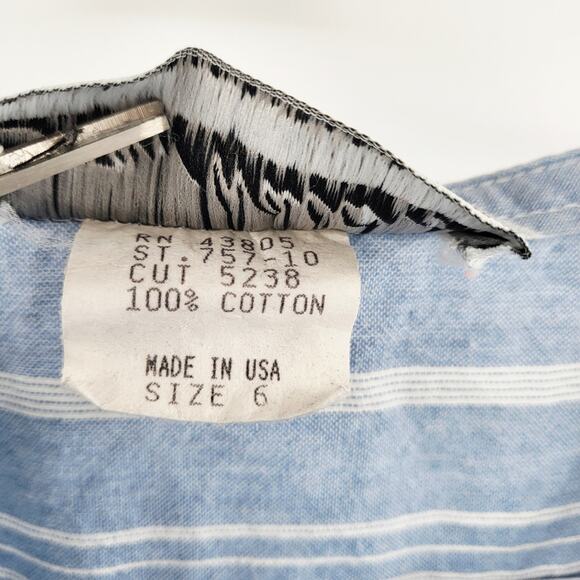 RN 43805
ST.757-10
CUT 5238
100% COTTON
MADE IN USA
SIZE 6